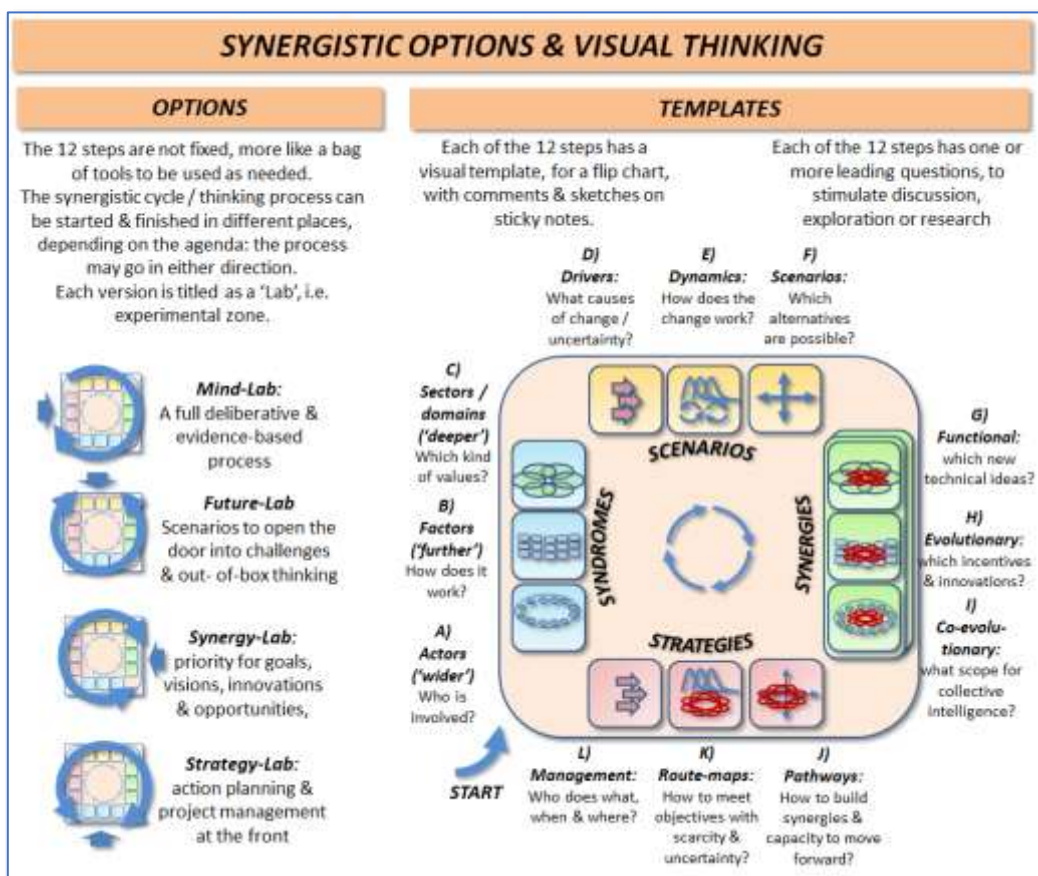 SYNERGISTIC OPTIONS & VISUAL THINKING
OPTIONS
The 12 steps are not fixed, more like a bag
of tools to be used as needed.
The synergistic cycle / thinking process can
be started & finished in different places,
depending on the agenda: the process
may go in either direction.
Each version is titled as a ‘Lab’, i.e.
experimental zone.
Mind-Lab:
A full deliberative &
evidence-based
process
Future-Lab
Scenarios to open the
door into challenges
& out- of-box thinking
Synergy-Lab:
priority for goals,
visions, innovations
& opportunities,
Strategy-Lab:
action planning &
project management
at the front
TEMPLATES
Each of the 12 steps has a
visual template, for a flip chart,
with comments & sketches on
sticky notes.
Each of the 12 steps has one or
more leading questions, to
stimulate discussion,
exploration or research
D)
Drivers:
What causes
of change /
uncertainty?
E)
Dynamics:
How does the
change work?
F)
Scenarios:
Which
alternatives
are possible?
C)
Sectors /
domains
(‘deeper’)
Which kind
of values?
B)
Factors
(‘further’)
How does it
work?
A)
Actors
(‘wider’)
Who is
involved?
START
SCENARIOS
SYNDROMES
SYNERGIES
STRATEGIES
G)
Functional:
which new
technical ideas?
H)
Evolutionary:
which incentives
& innovations?
I)
Co-evolu-
tionary:
what scope for
collective
intelligence?
L)
Management:
Who does what,
when & where?
K)
Route-maps:
How to meet
objectives with
scarcity &
uncertainty?
J)
Pathways:
How to build
synergies &
capacity to move
forward?